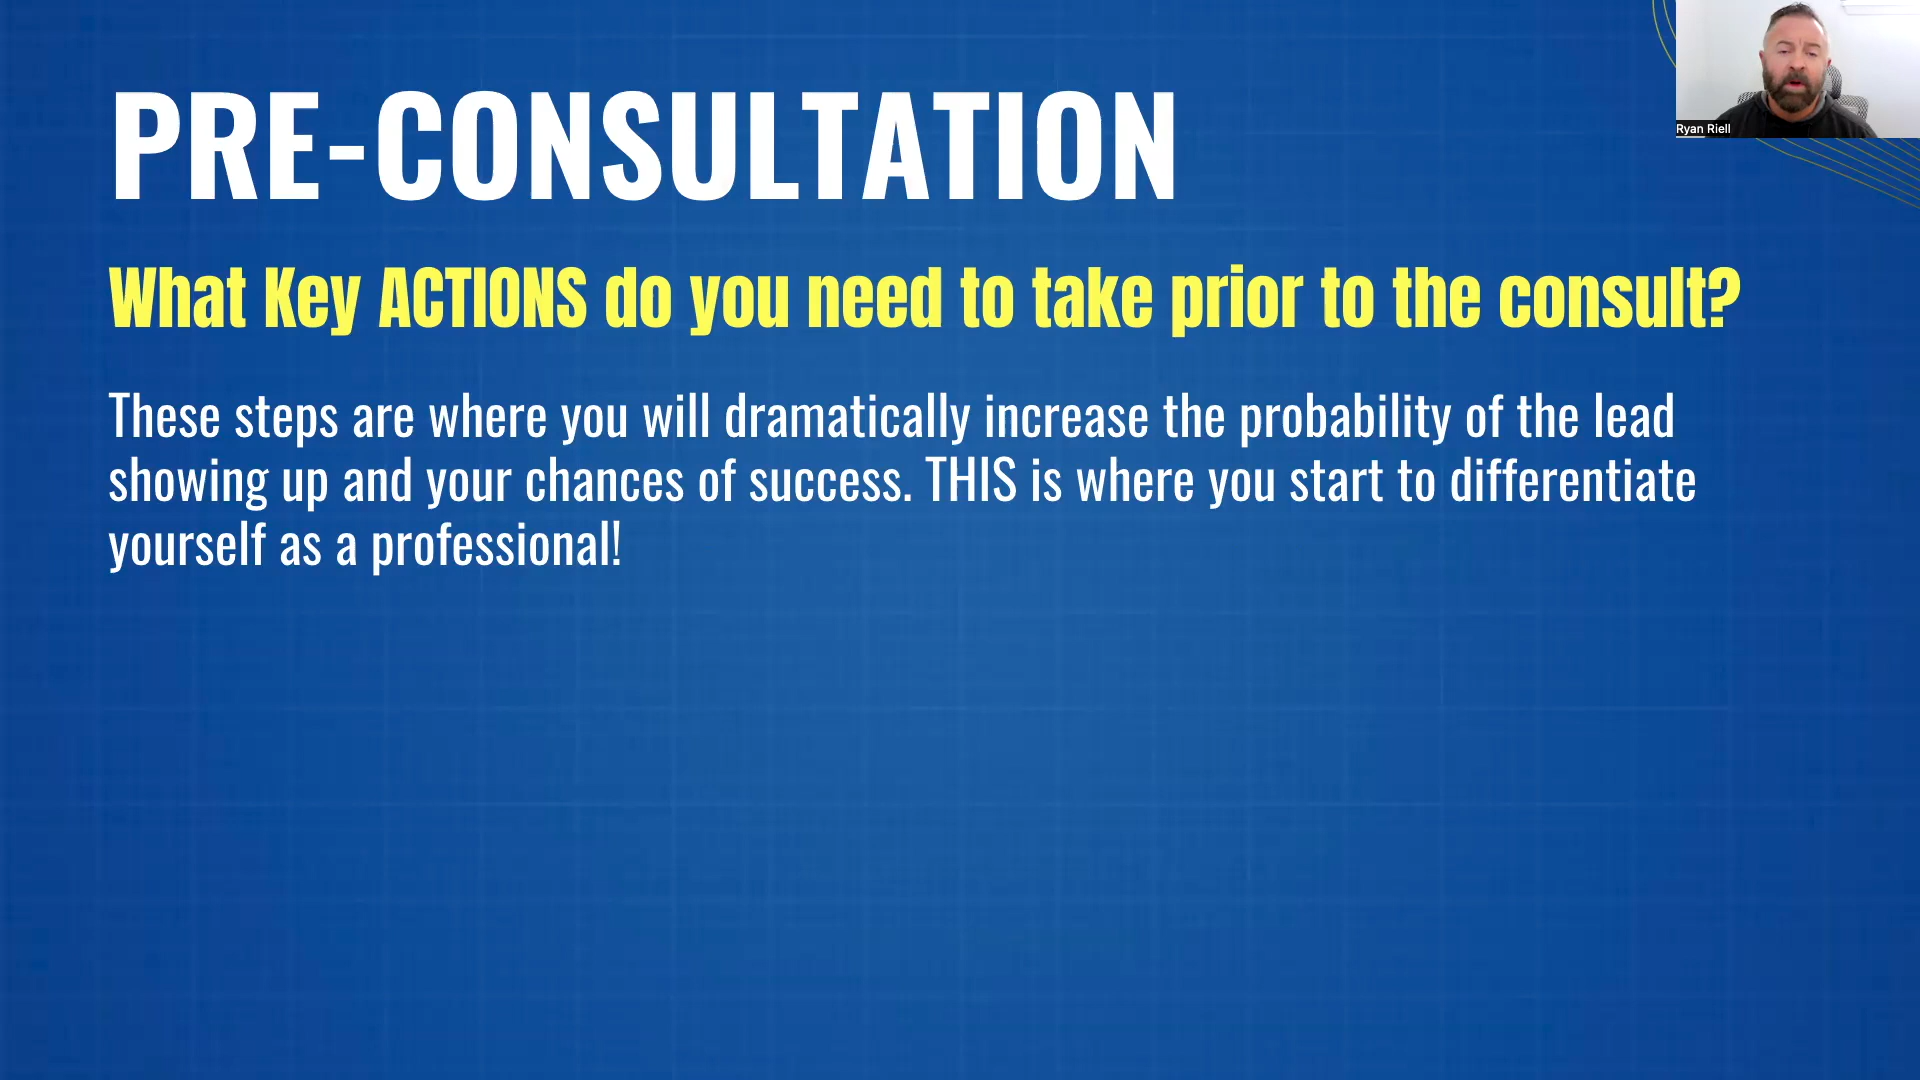 PRE-CONSULTATION
What Key ACTIONS do you need to take prior to the consult?
These steps are where you will dramatically increase the probability of the lead
showing up and your chances of success. THIS is where you start to differentiate
yourself as a professional!
Ryan Riell